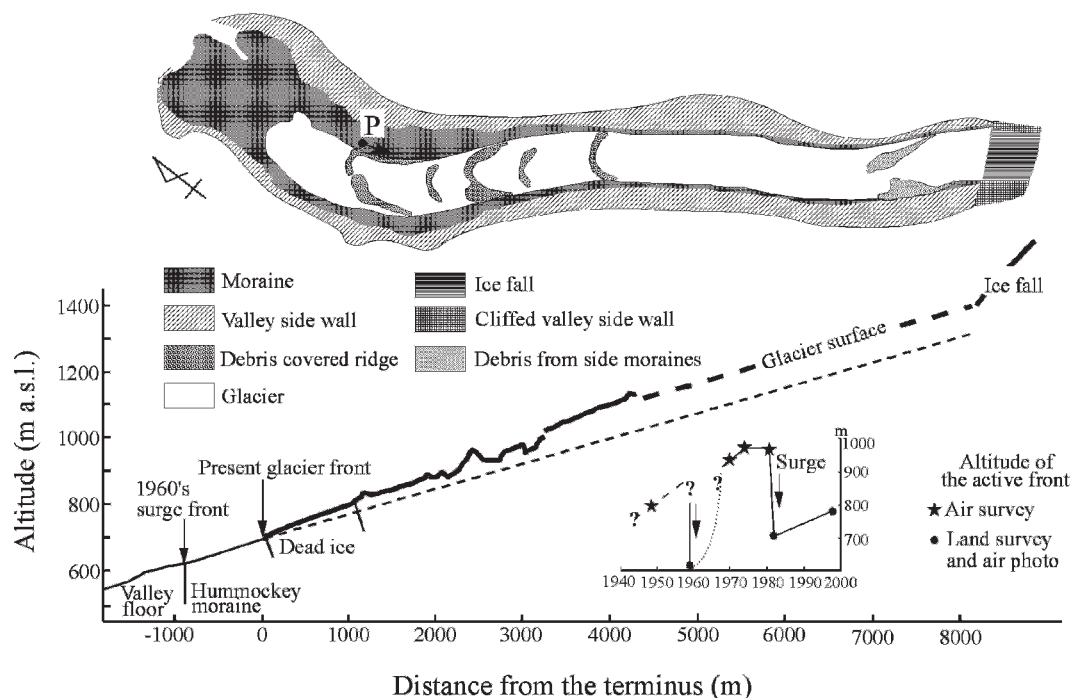 P
Moraine
Ice fall
Valley side wall
Cliffed valley side wall
Debris covered ridge
Debris from side moraines
Glacier
Ice fall
Glacier surface
Altitude (m a.s.l.)
1400
1200
1000
800
600
Present glacier front
1960's
surge front
Dead ice
Valley
floor
Hummockey
moraine
m
1000
900
800
700
Surge
?
?
?
1940 1950 1960 1970 1980 1990 2000
Altitude of
the active front
Air survey
Land survey
and air photo
-1000 0 1000 2000 3000 4000 5000 6000 7000 8000
Distance from the terminus (m)